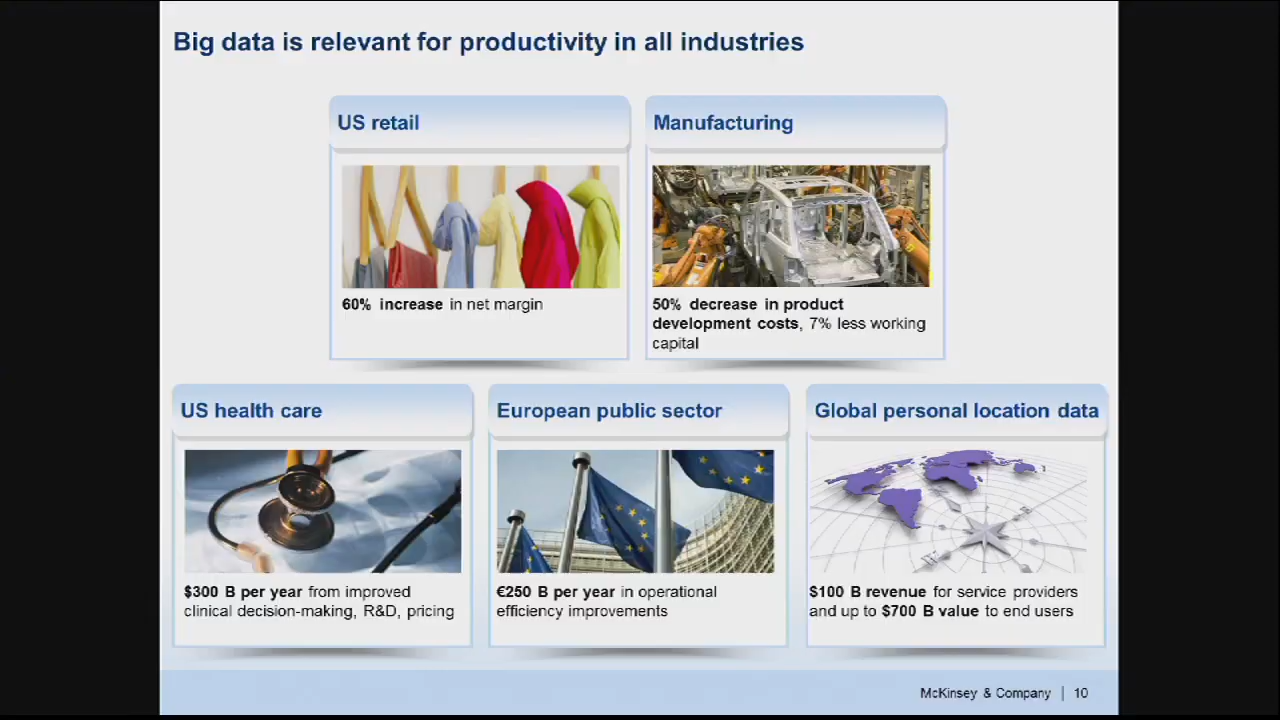 Big data is relevant for productivity in all industries
US retail
60% increase in net margin
Manufacturing
50% decrease in product
development costs, 7% less working
capital
US health care
$300 B per year from improved
clinical decision-making, R&D, pricing
European public sector
€250 B per year in operational
efficiency improvements
Global personal location data
$100 B revenue for service providers
and up to $700 B value to end users
McKinsey & Company | 10